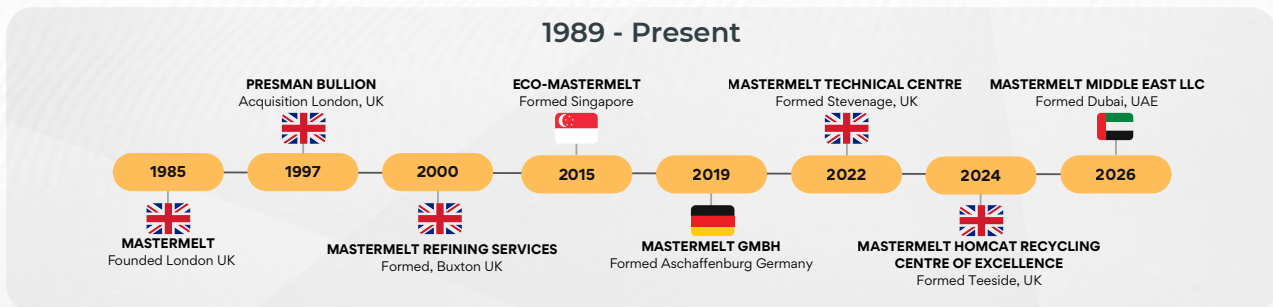 1989 - Present
PRESMAN BULLION
Acquisition London, UK
ECO-MASTERMELT
Formed Singapore
MASTERMELT TECHNICAL CENTRE
Formed Stevenage, UK
MASTERMELT MIDDLE EAST LLC
Formed Dubai, UAE
1985
1997
2000
2015
2019
2022
2024
2026
MASTERMELT
Founded London UK
MASTERMELT REFINING SERVICES
Formed, Buxton UK
MASTERMELT GMBH
Formed Aschaffenburg Germany
MASTERMELT HOMCAT RECYCLING
CENTRE OF EXCELLENCE
Formed Teeside, UK